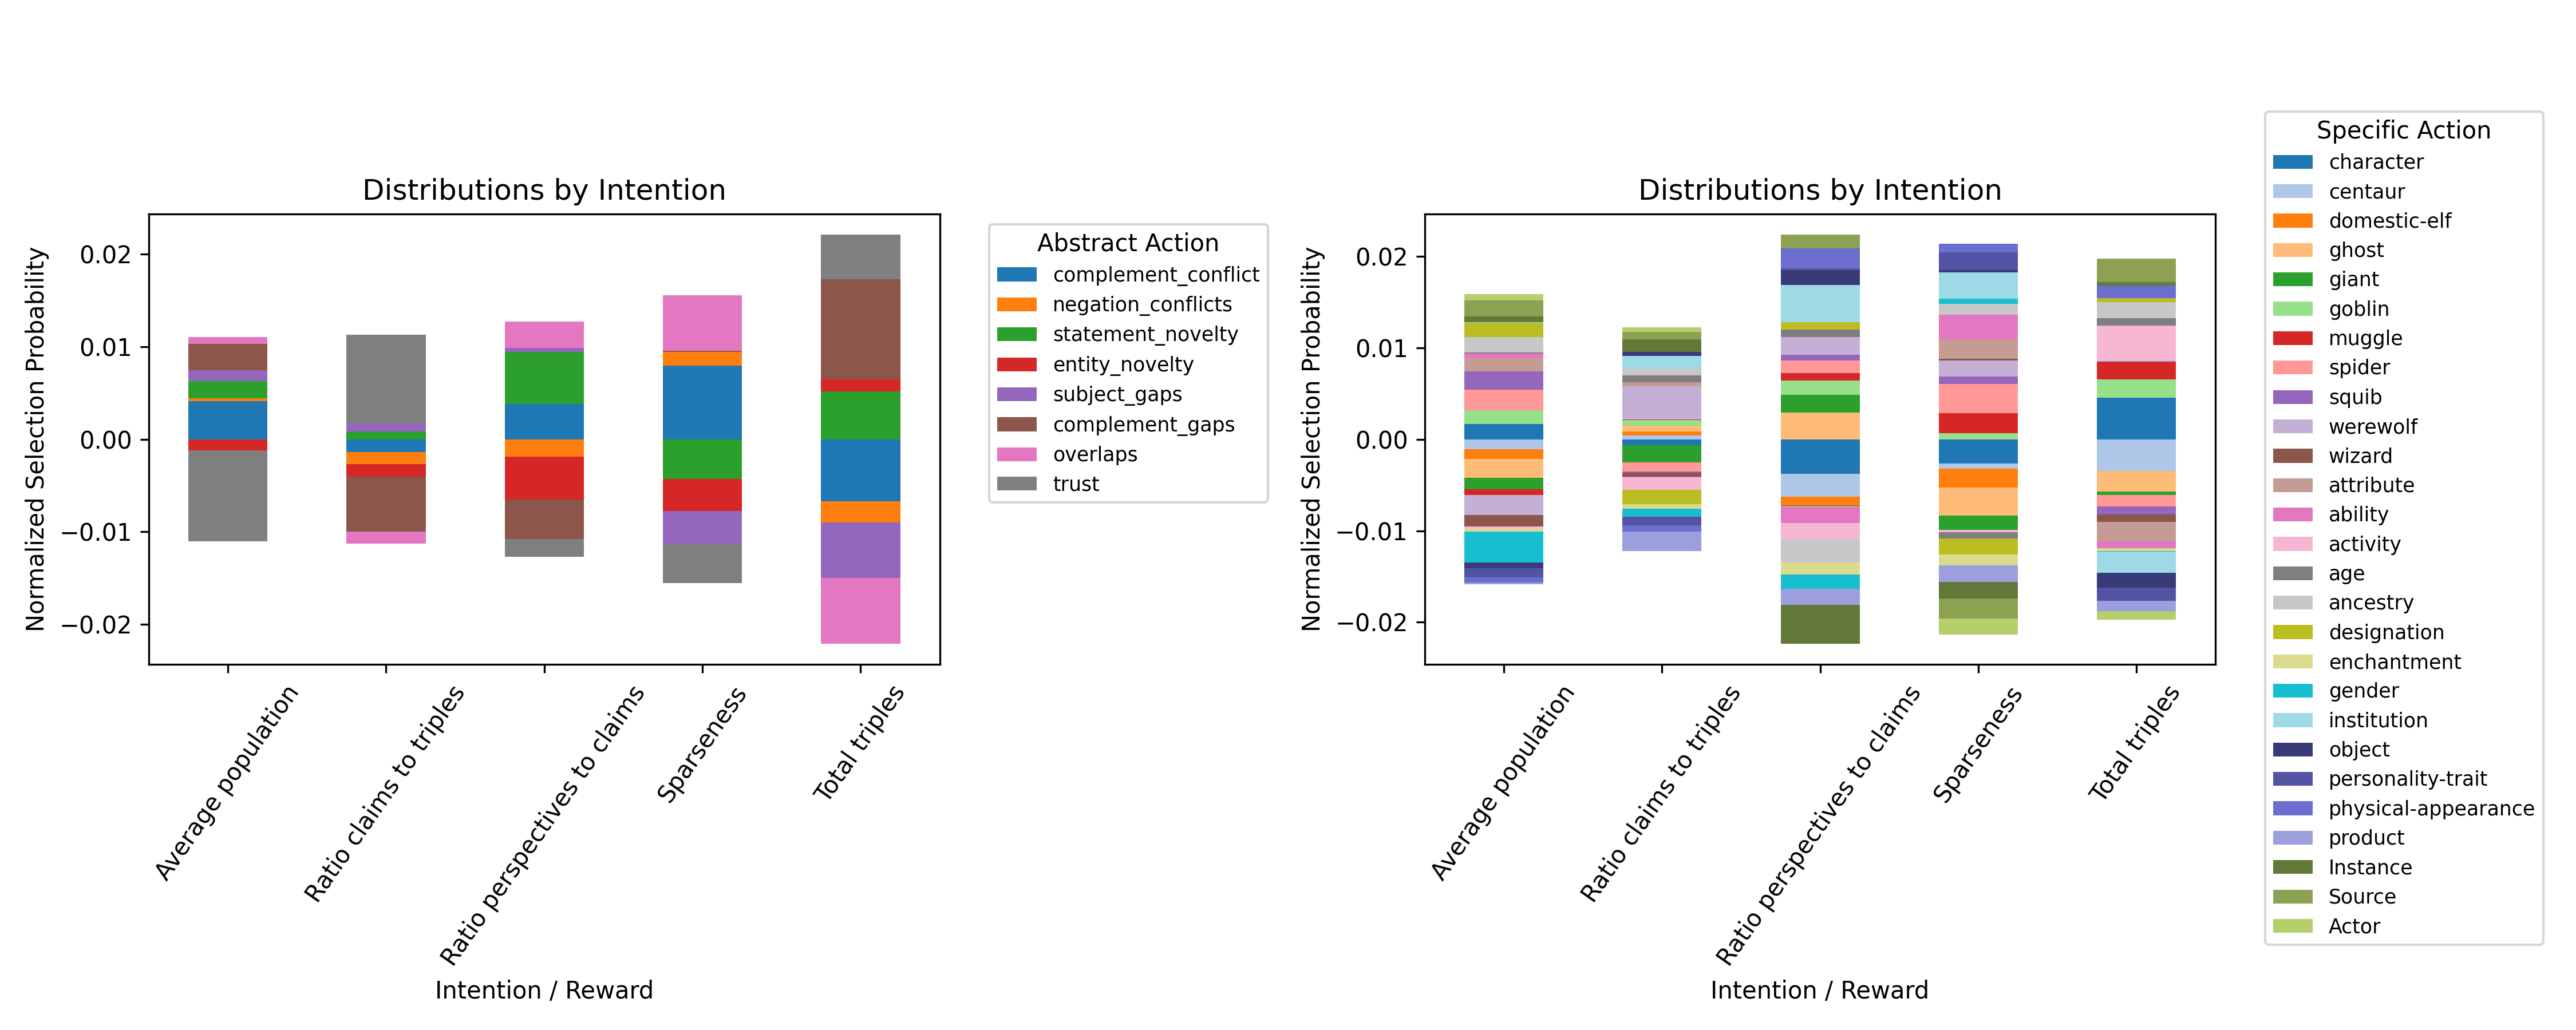 Distributions by Intention
Normalized Selection Probability
0.02
0.01
0.00
−0.01
−0.02
Average population
Ratio claims to triples
Ratio perspectives to claims
Sparseness
Total triples
Intention / Reward
Abstract Action
complement_conflict
negation_conflicts
statement_novelty
entity_novelty
subject_gaps
complement_gaps
overlaps
trust
Distributions by Intention
Normalized Selection Probability
0.02
0.01
0.00
−0.01
−0.02
Average population
Ratio claims to triples
Ratio perspectives to claims
Sparseness
Total triples
Intention / Reward
Specific Action
character
centaur
domestic-elf
ghost
giant
goblin
muggle
spider
squib
werewolf
wizard
attribute
ability
activity
age
ancestry
designation
enchantment
gender
institution
object
personality-trait
physical-appearance
product
Instance
Source
Actor